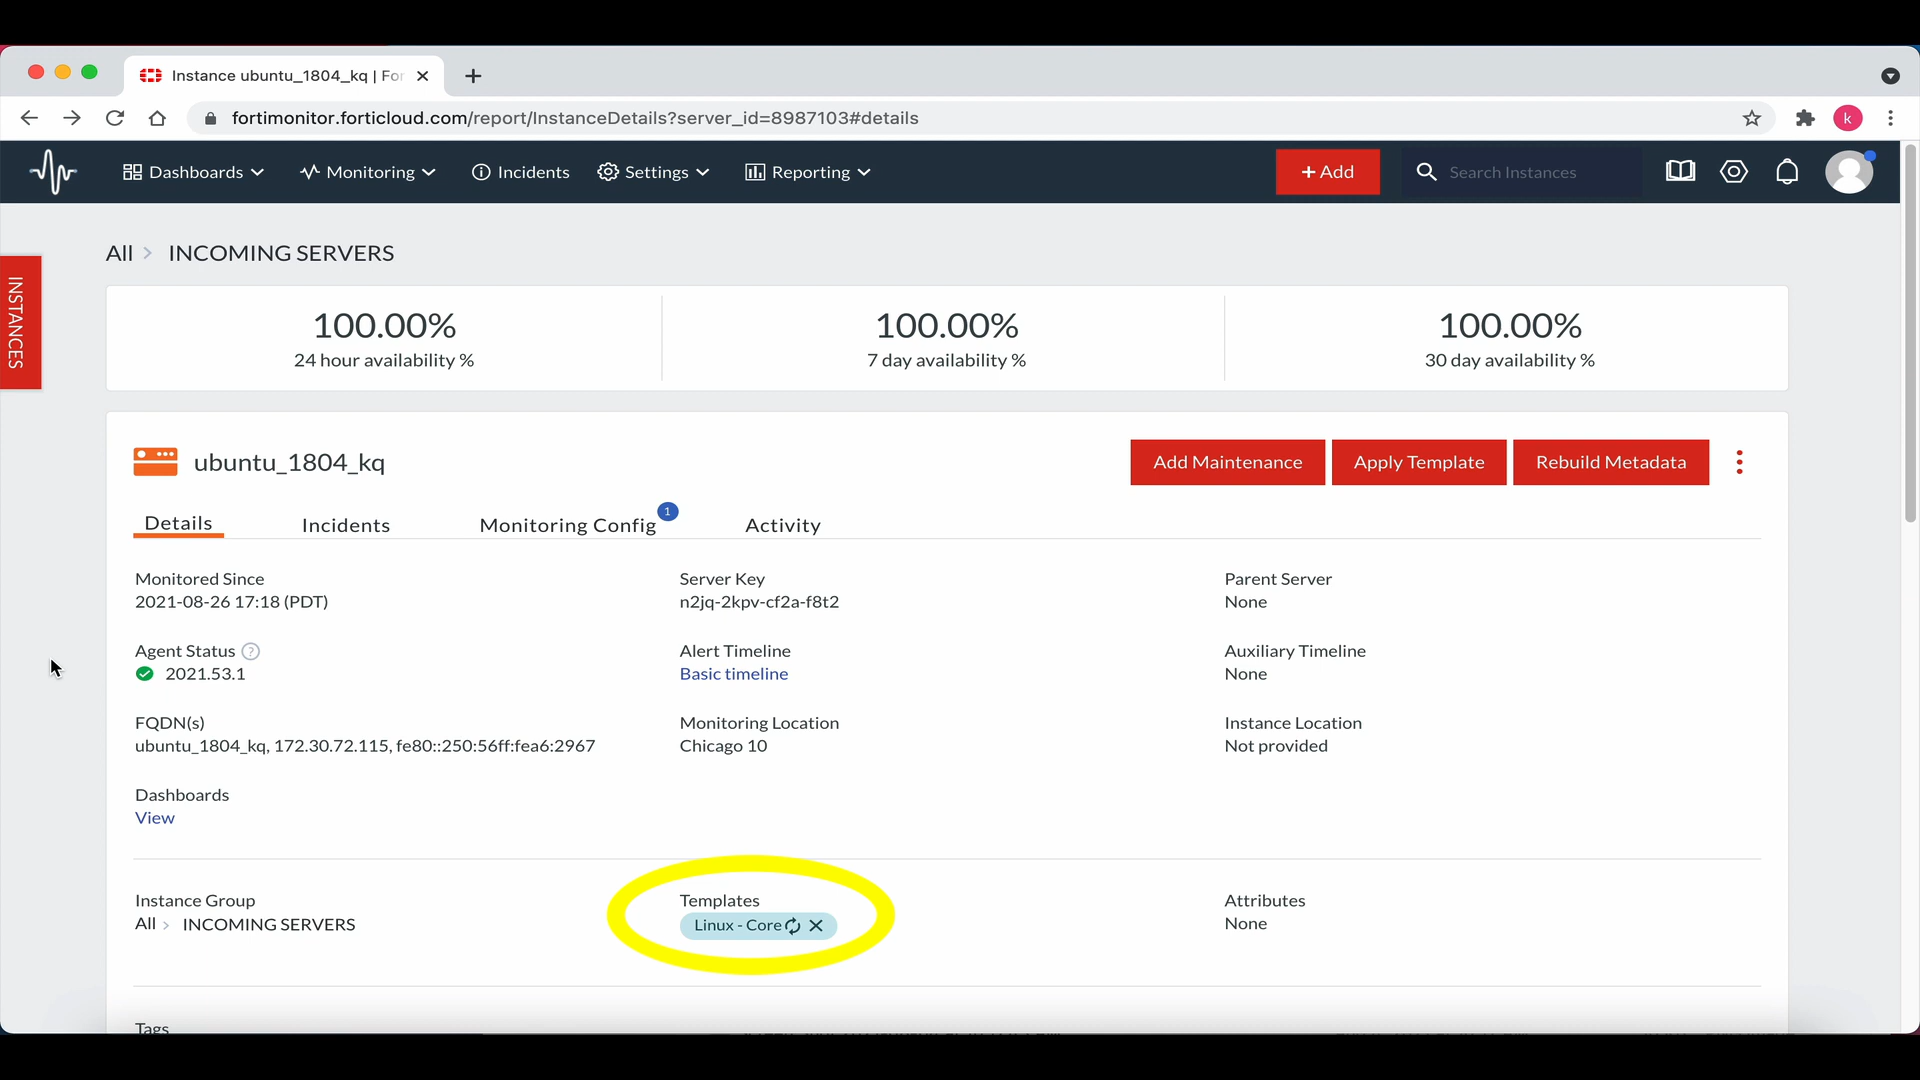 Instance ubuntu_1804_kq | For
fortimonitor.forticloud.com/report/InstanceDetails?server_id=8987103#details
k
Dashboards Monitoring Incidents Settings Reporting + Add Search Instances
INSTANCES
All > INCOMING SERVERS
100.00% 100.00% 100.00%
24 hour availability % 7 day availability % 30 day availability %
ubuntu_1804_kq Add Maintenance Apply Template Rebuild Metadata
Details Incidents Monitoring Config 1 Activity
Monitored Since Server Key Parent Server
2021-08-26 17:18 (PDT) n2jq-2kpv-cf2a-f8t2 None
Agent Status ? Alert Timeline Auxiliary Timeline
2021.53.1 Basic timeline None
FQDN(s) Monitoring Location Instance Location
ubuntu_1804_kq, 172.30.72.115, fe80::250:56ff:fea6:2967 Chicago 10 Not provided
Dashboards
View
Instance Group Templates Attributes
All > INCOMING SERVERS Linux - Core None
Tags